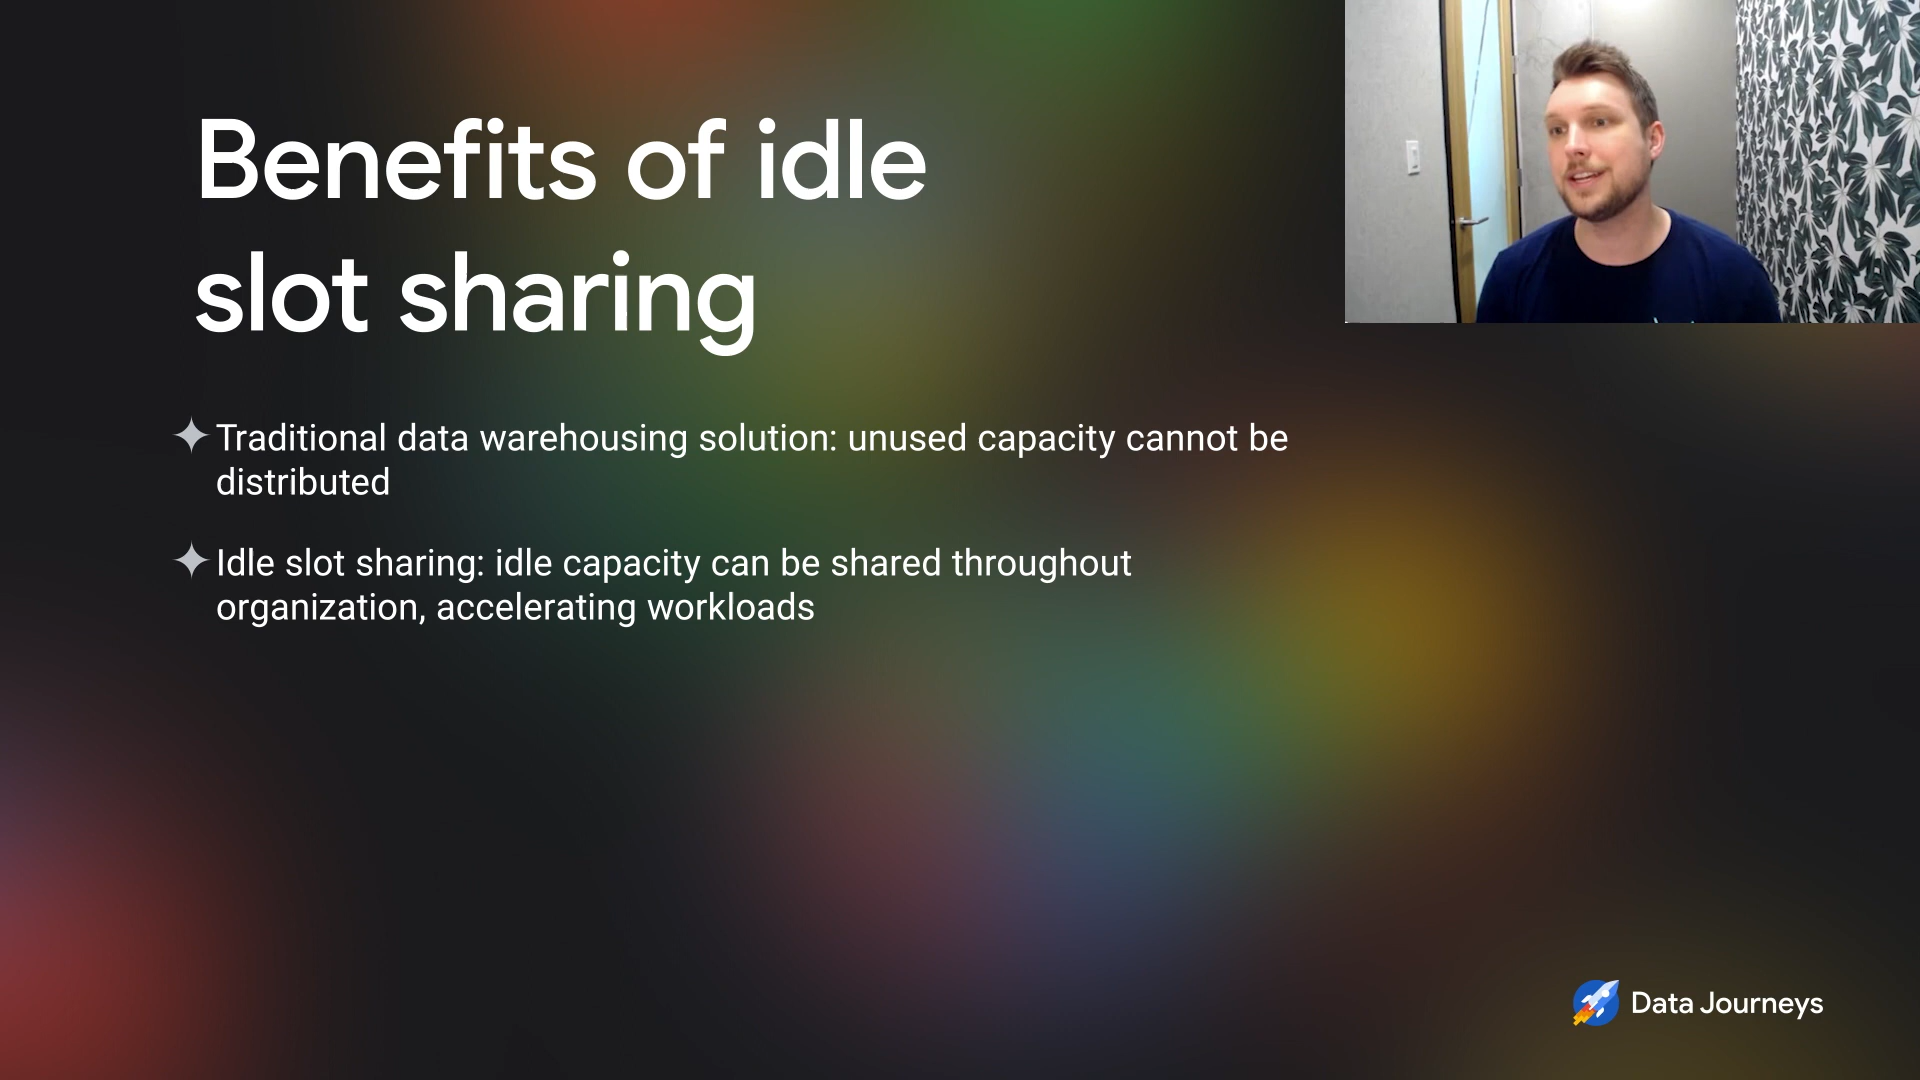 Benefits of idle
slot sharing
Traditional data warehousing solution: unused capacity cannot be
distributed
Idle slot sharing: idle capacity can be shared throughout
organization, accelerating workloads
Data Journeys